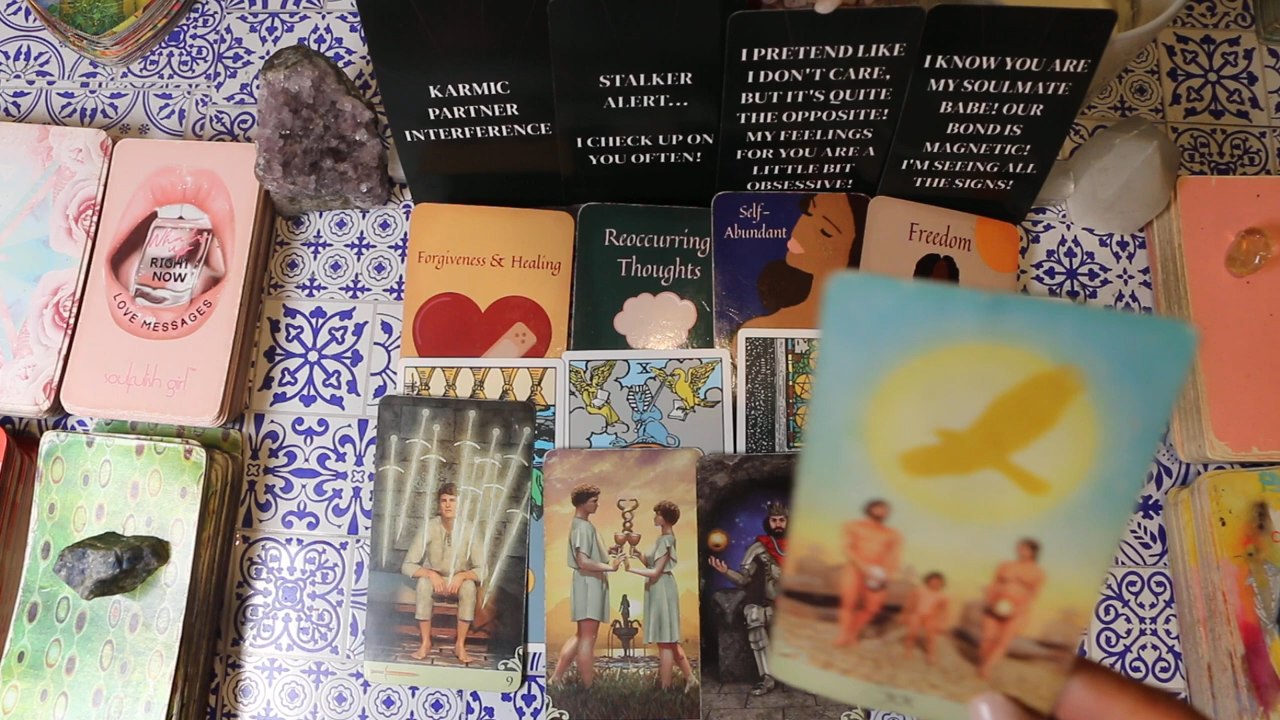 KARMIC
PARTNER
INTERFERENCE
STALKER
ALERT...
I CHECK UP ON
YOU OFTEN!
I PRETEND LIKE
I DON'T CARE,
BUT IT'S QUITE
THE OPPOSITE!
MY FEELINGS
FOR YOU ARE A
LITTLE BIT
OBSESSIVE!
I KNOW YOU ARE
MY SOULMATE
BABE! OUR
BOND IS
MAGNETIC!
I'M SEEING ALL
THE SIGNS!
RIGHT
NOW
LOVE MESSAGES
Forgiveness & Healing
Reoccurring
Thoughts
Self-
Abundant
Freedom
X
9